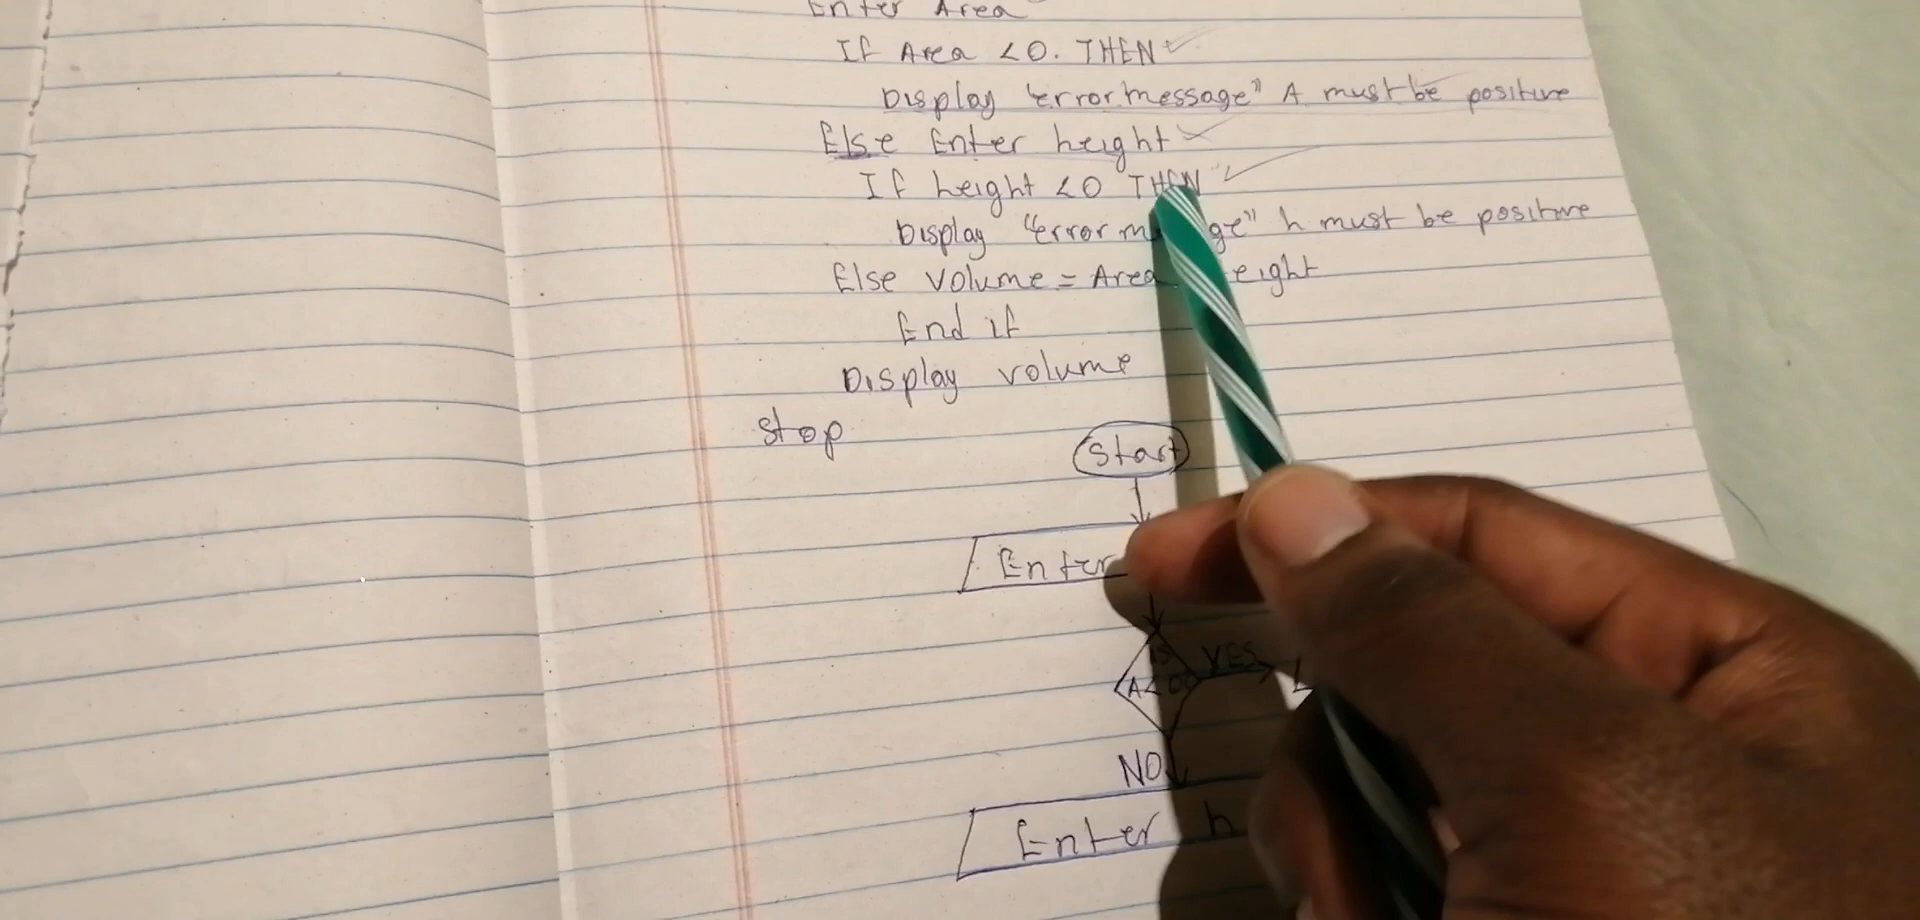 Enter Area
If Area <0. THEN
Display "error.message" A must be positive
Else Enter height
If height <0 THEN
Display "error ge" h must be positive
Else volume = Area eight
End if
Display volume
Stop
Start
Enter
IS
A<0
YES
NO
Enter h